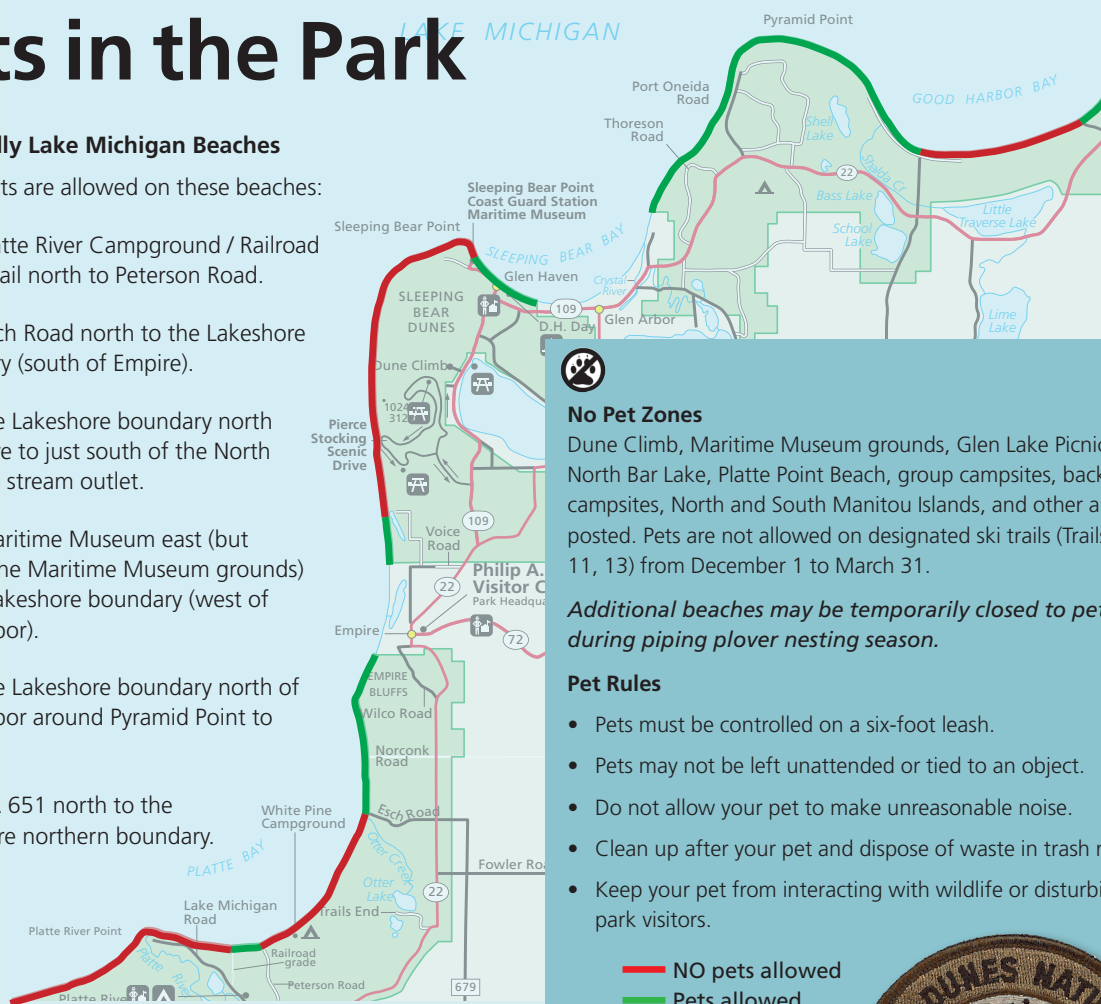 ts in the Park
LAKE MICHIGAN
lly Lake Michigan Beaches
ts are allowed on these beaches:
tte River Campground / Railroad
ail north to Peterson Road.
ch Road north to the Lakeshore
y (south of Empire).
e Lakeshore boundary north
e to just south of the North
stream outlet.
aritime Museum east (but
ne Maritime Museum grounds)
akeshore boundary (west of
bor).
e Lakeshore boundary north of
bor around Pyramid Point to
651 north to the
re northern boundary.
Pyramid Point
Port Oneida
Road
Thoreson
Road
GOOD HARBOR BAY
Shell
Lake
Shalda Cr
22
Bass Lake
School
Lake
Little
Traverse Lake
Lime
Lake
Sleeping Bear Point
Coast Guard Station
Maritime Museum
Sleeping Bear Point
SLEEPING BEAR BAY
Glen Haven
Crystal
River
SLEEPING
BEAR
DUNES
109
D.H. Day
Glen Arbor
Dune Climb
1024
312
Pierce
Stocking
Scenic
Drive
109
Voice
Road
22
Philip A.
Visitor C
Park Headqua
Empire
72
EMPIRE
BLUFFS
Wilco Road
Norconk
Road
White Pine
Campground
Esch Road
PLATTE BAY
Otter Creek
Otter
Lake
Fowler Roa
22
Trails End
Lake Michigan
Road
Platte River Point
Railroad
grade
Platte
River
Peterson Road
679
Platte Rive
No Pet Zones
Dune Climb, Maritime Museum grounds, Glen Lake Picnic
North Bar Lake, Platte Point Beach, group campsites, back
campsites, North and South Manitou Islands, and other a
posted. Pets are not allowed on designated ski trails (Trails
11, 13) from December 1 to March 31.
Additional beaches may be temporarily closed to pet
during piping plover nesting season.
Pet Rules
• Pets must be controlled on a six-foot leash.
• Pets may not be left unattended or tied to an object.
• Do not allow your pet to make unreasonable noise.
• Clean up after your pet and dispose of waste in trash r
• Keep your pet from interacting with wildlife or disturbi
park visitors.
NO pets allowed
Pets allowed
DUNES NAT